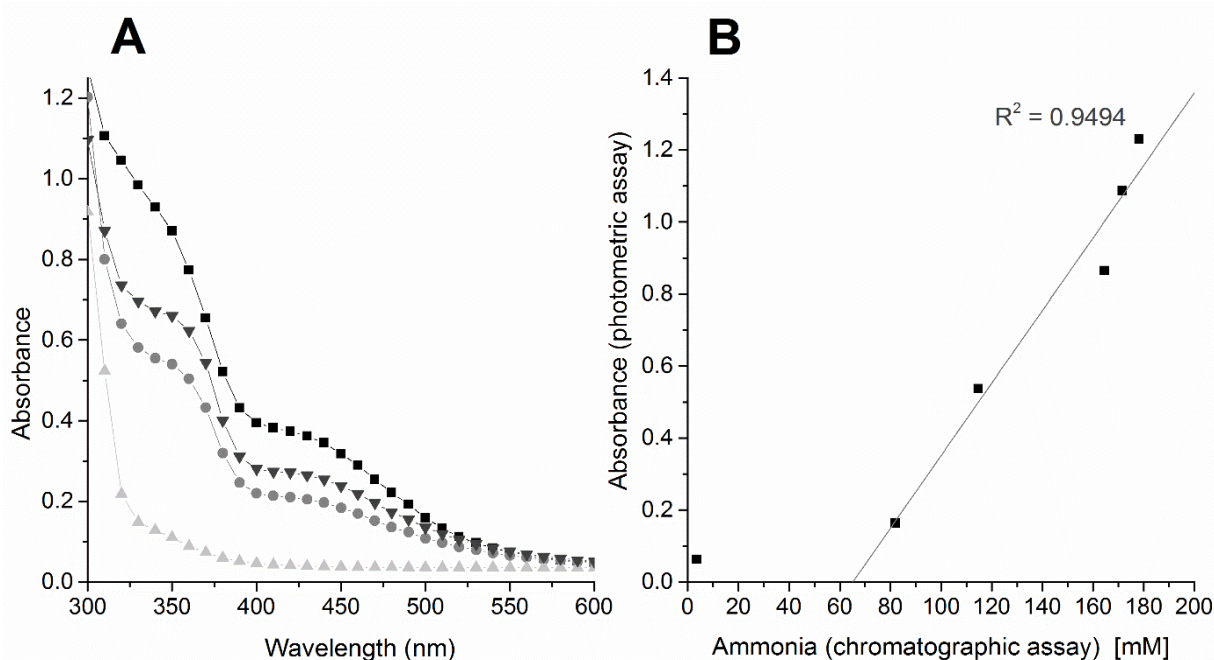 A
B
1.2
1.0
0.8
0.6
0.4
0.2
0.0
Absorbance
300 350 400 450 500 550 600
Wavelength (nm)
1.4
1.2
1.0
0.8
0.6
0.4
0.2
0.0
Absorbance (photometric assay)
R² = 0.9494
0 20 40 60 80 100 120 140 160 180 200
Ammonia (chromatographic assay) [mM]